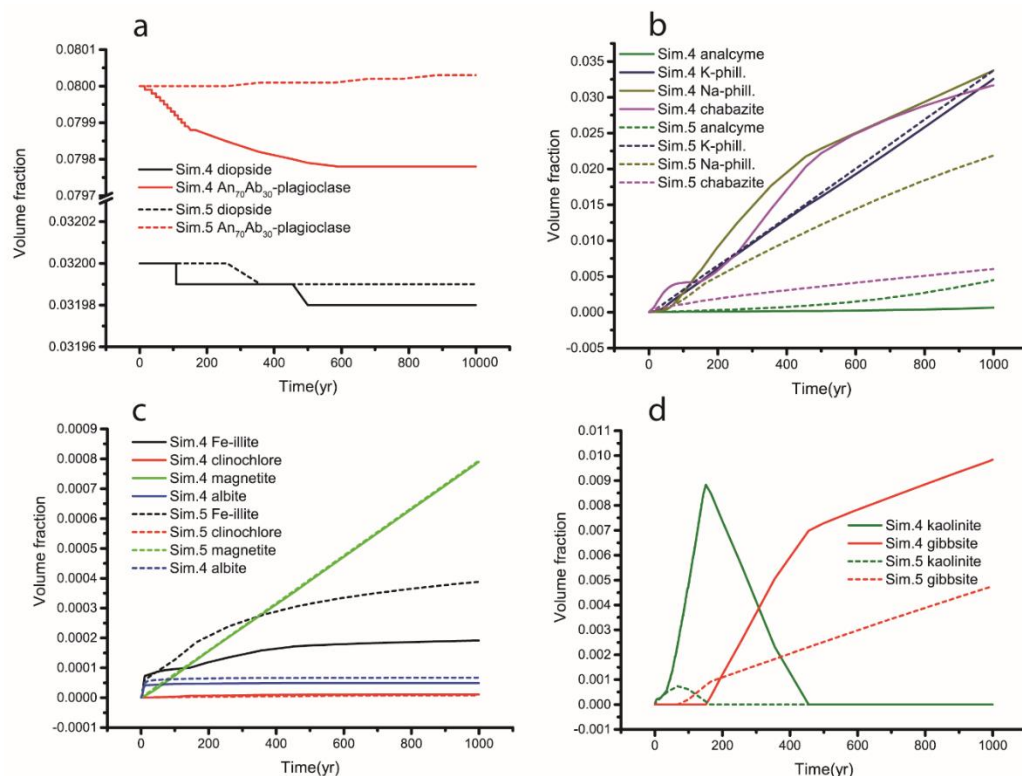 a
0.0801
0.0800
0.0799
0.0798
0.0797
0.03202
0.03200
0.03198
0.03196
Volume fraction
Sim.4 diopside
Sim.4 An70Ab30-plagioclase
Sim.5 diopside
Sim.5 An70Ab30-plagioclase
0 200 400 600 800 10000
Time(yr)
b
0.035
0.030
0.025
0.020
0.015
0.010
0.005
0.000
-0.005
Volume fraction
Sim.4 analcyme
Sim.4 K-phill.
Sim.4 Na-phill.
Sim.4 chabazite
Sim.5 analcyme
Sim.5 K-phill.
Sim.5 Na-phill.
Sim.5 chabazite
0 200 400 600 800 1000
Time(yr)
c
0.0009
0.0008
0.0007
0.0006
0.0005
0.0004
0.0003
0.0002
0.0001
0.0000
-0.0001
Volume fraction
Sim.4 Fe-illite
Sim.4 clinochlore
Sim.4 magnetite
Sim.4 albite
Sim.5 Fe-illite
Sim.5 clinochlore
Sim.5 magnetite
Sim.4 albite
0 200 400 600 800 1000
Time(yr)
d
0.011
0.010
0.009
0.008
0.007
0.006
0.005
0.004
0.003
0.002
0.001
0.000
-0.001
Volume fraction
Sim.4 kaolinite
Sim.4 gibbsite
Sim.5 kaolinite
Sim.5 gibbsite
0 200 400 600 800 1000
Time(yr)